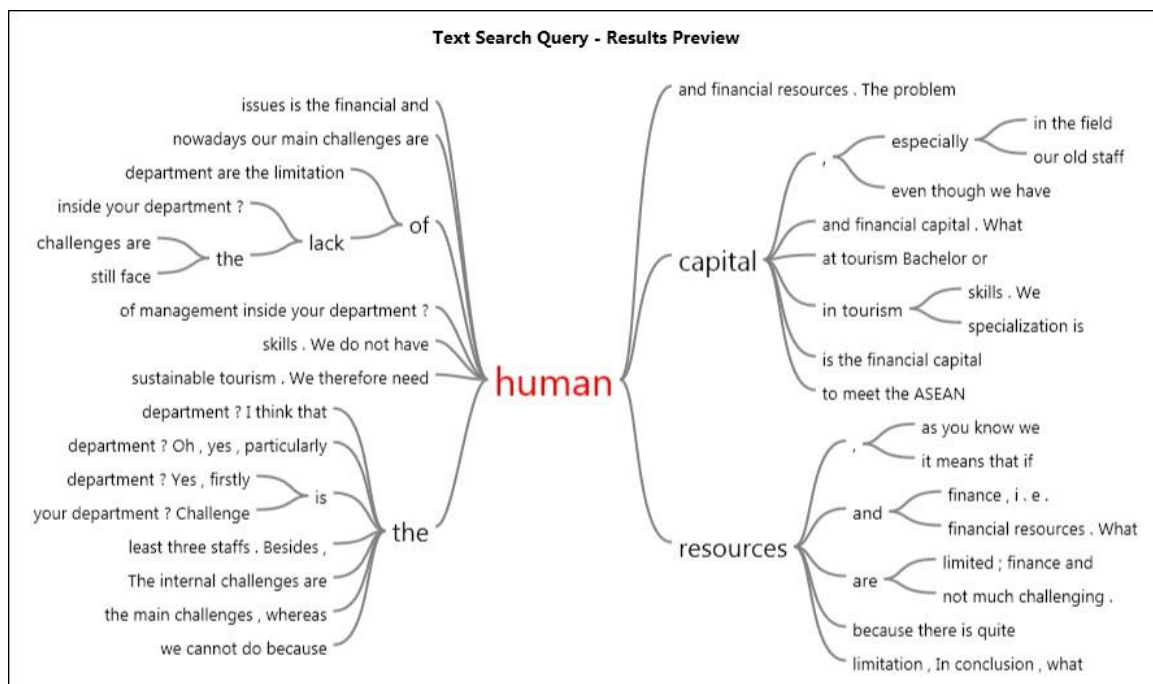 Text Search Query - Results Preview
issues is the financial and
nowadays our main challenges are
department are the limitation
inside your department ?
challenges are
still face
the
lack
of
of management inside your department ?
skills . We do not have
sustainable tourism . We therefore need
department ? I think that
department ? Oh , yes , particularly
department ? Yes , firstly
your department ? Challenge
is
least three staffs . Besides ,
The internal challenges are
the main challenges , whereas
we cannot do because
the
human
and financial resources . The problem
capital
,
especially
in the field
our old staff
even though we have
and financial capital . What
at tourism Bachelor or
in tourism
skills . We
specialization is
is the financial capital
to meet the ASEAN
resources
,
as you know we
it means that if
and
finance , i . e .
financial resources . What
are
limited ; finance and
not much challenging .
because there is quite
limitation , In conclusion , what